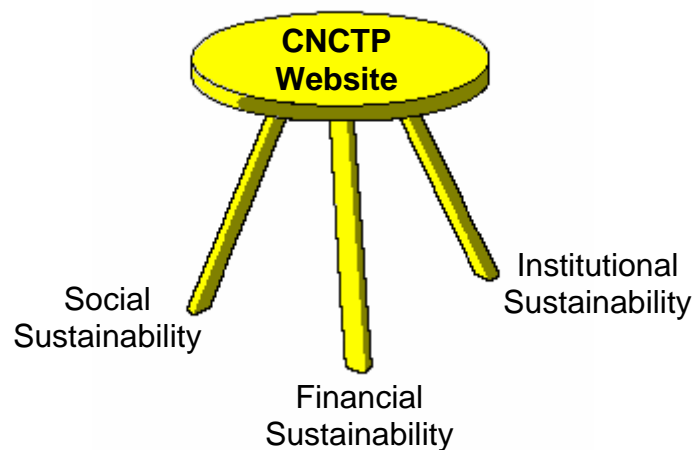 CNCTP
Website
Social
Sustainability
Financial
Sustainability
Institutional
Sustainability